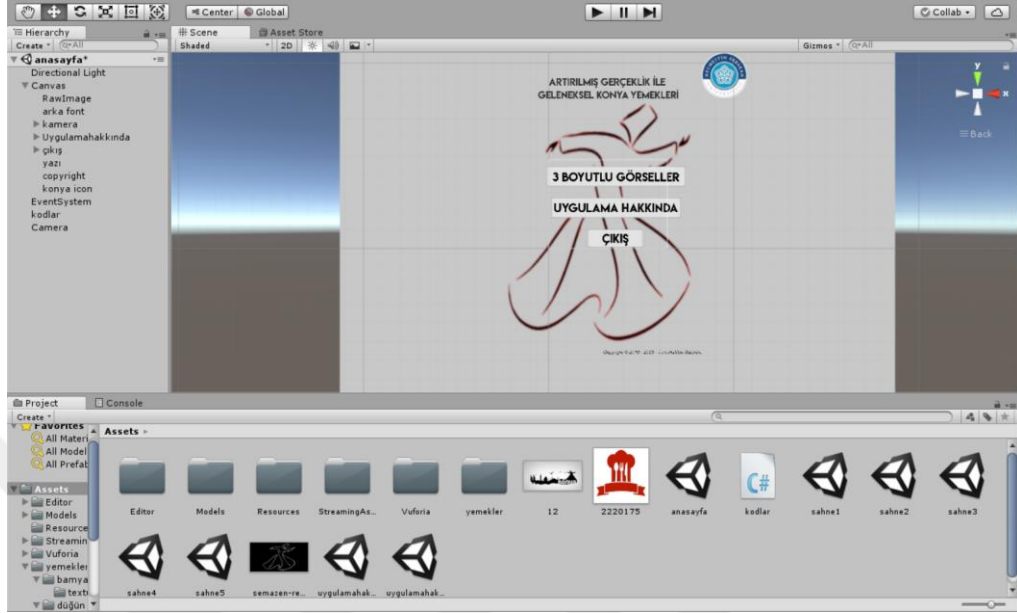 Center Global Collab
Hierarchy Scene Asset Store
Create All Shaded 2D Gizmos All
anasayfa*
Directional Light
Canvas
RawImage
arka font
kamera
Uygulamahakkında
çıkış
yazı
copyright
konya icon
EventSystem
kodlar
Camera
ARTIRILMIŞ GERÇEKLİK İLE
GELENEKSEL KONYA YEMEKLERİ
3 BOYUTLU GÖRSELLER
UYGULAMA HAKKINDA
ÇIKIŞ
y
x
Back
Project Console
Create
Favorites
All Materi
All Model
All Prefab
Assets
Editor
Models
Resource
Streamin
Vuforia
yemekler
bamya
textu
düğün
Assets
Editor Models Resources StreamingAs... Vuforia yemekler 12 2220175 anasayfa kodlar sahne1 sahne2 sahne3
C#
sahne4 sahne5 semazen-re... uygulamahak... uygulamahak...